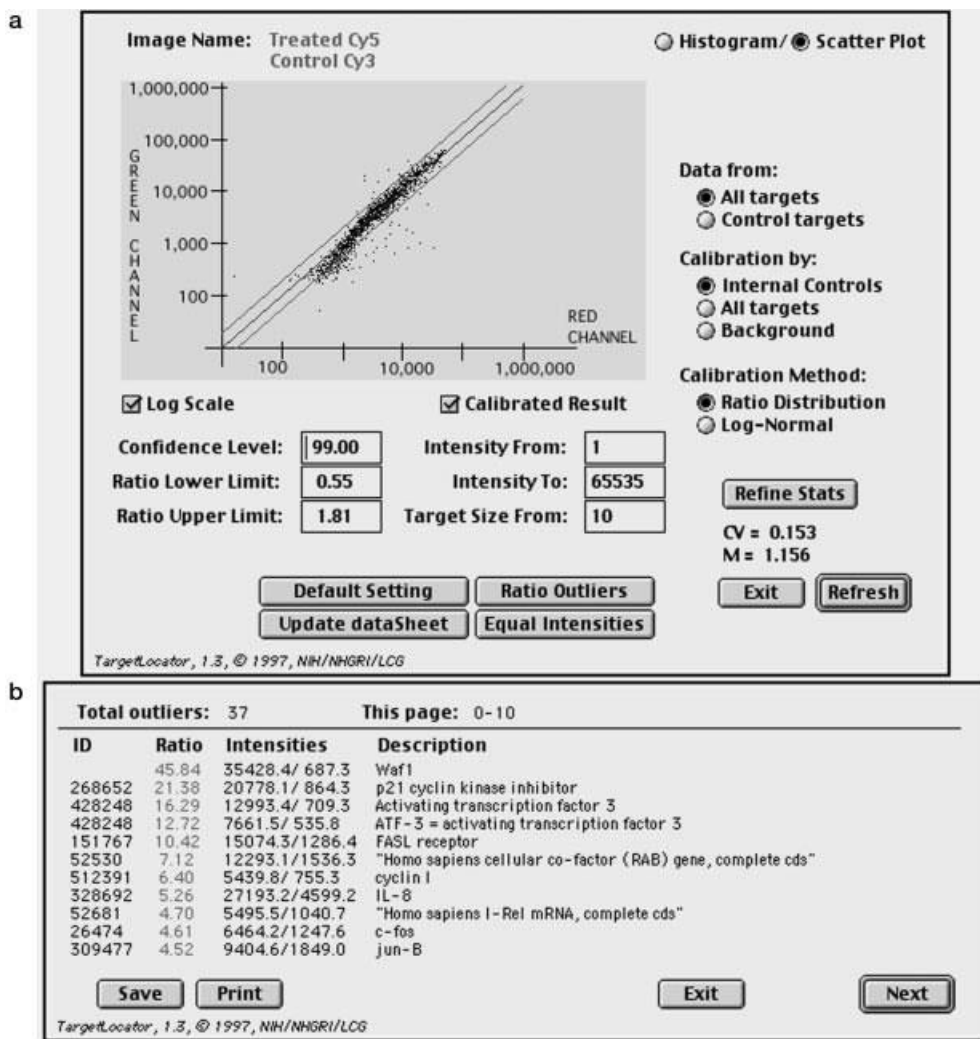 a
Image Name: Treated Cy5
Control Cy3
Histogram/ Scatter Plot
1,000,000
100,000
10,000
1,000
100
GREEN CHANNEL
RED
CHANNEL
100 10,000 1,000,000
Data from:
All targets
Control targets
Calibration by:
Internal Controls
All targets
Background
Calibration Method:
Ratio Distribution
Log-Normal
Log Scale Calibrated Result
Confidence Level: 99.00 Intensity From: 1
Ratio Lower Limit: 0.55 Intensity To: 65535
Ratio Upper Limit: 1.81 Target Size From: 10
Refine Stats
CV = 0.153
M = 1.156
Default Setting Ratio Outliers Exit Refresh
Update dataSheet Equal Intensities
TargetLocator, 1.3, © 1997, NIH/NHGRI/LCG
b
Total outliers: 37 This page: 0-10
ID Ratio Intensities Description
45.84 35428.4/ 687.3 Waf1
268652 21.38 20778.1/ 864.3 p21 cyclin kinase inhibitor
428248 16.29 12993.4/ 709.3 Activating transcription factor 3
428248 12.72 7661.5/ 535.8 ATF-3 = activating transcription factor 3
151767 10.42 15074.3/1286.4 FASL receptor
52530 7.12 12293.1/1536.3 "Homo sapiens cellular co-factor (RAB) gene, complete cds"
512391 6.40 5439.8/ 755.3 cyclin I
328692 5.26 27193.2/4599.2 IL-8
52681 4.70 5495.5/1040.7 "Homo sapiens I-Rel mRNA, complete cds"
26474 4.61 6464.2/1247.6 c-fos
309477 4.52 9404.6/1849.0 jun-B
Save Print Exit Next
TargetLocator, 1.3, © 1997, NIH/NHGRI/LCG